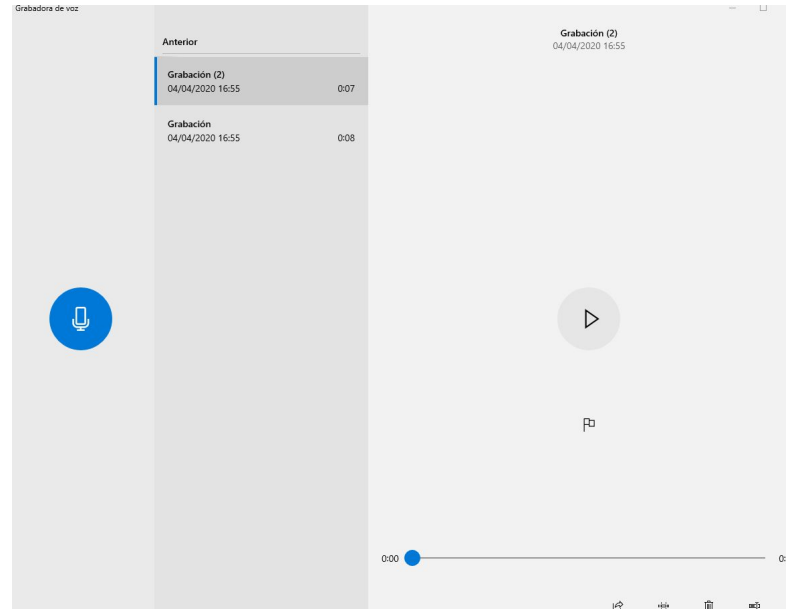 Grabadora de voz
Anterior
Grabación (2)
04/04/2020 16:55 0:07
Grabación
04/04/2020 16:55 0:08
Grabación (2)
04/04/2020 16:55
0:00